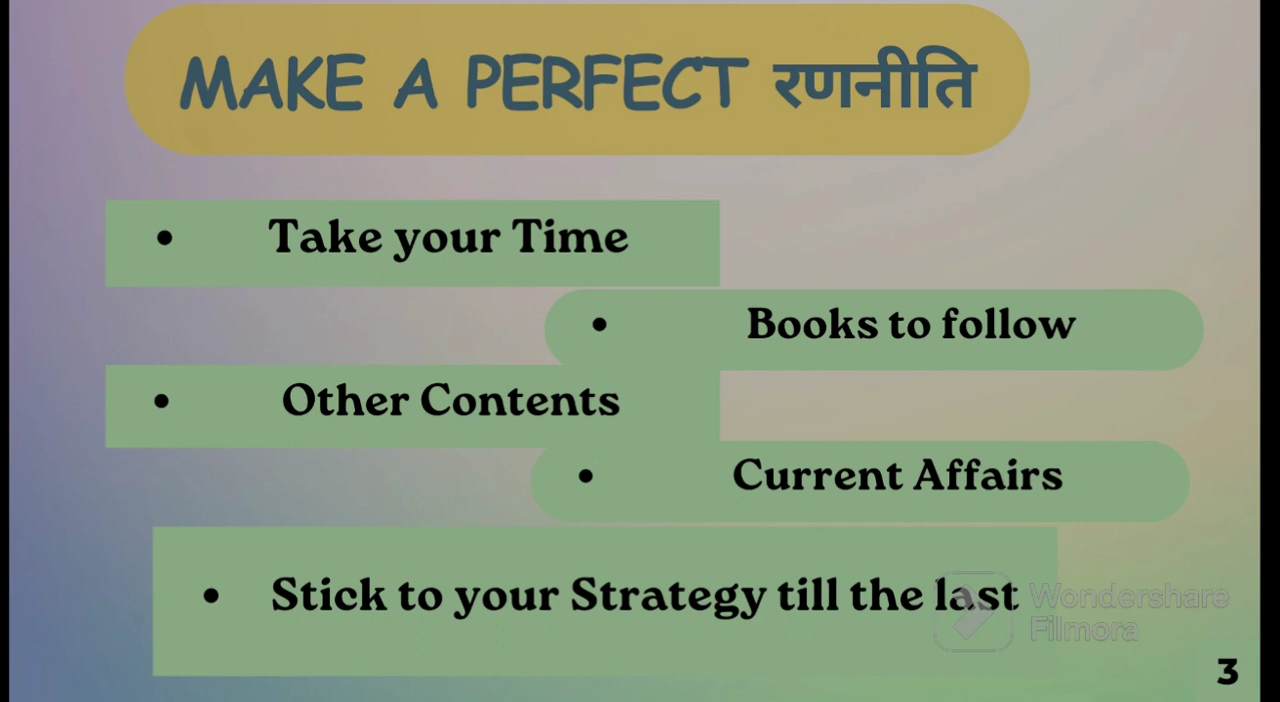 MAKE A PERFECT रणनीति
• Take your Time
• Books to follow
• Other Contents
• Current Affairs
• Stick to your Strategy till the last
Wondershare
Filmora
3